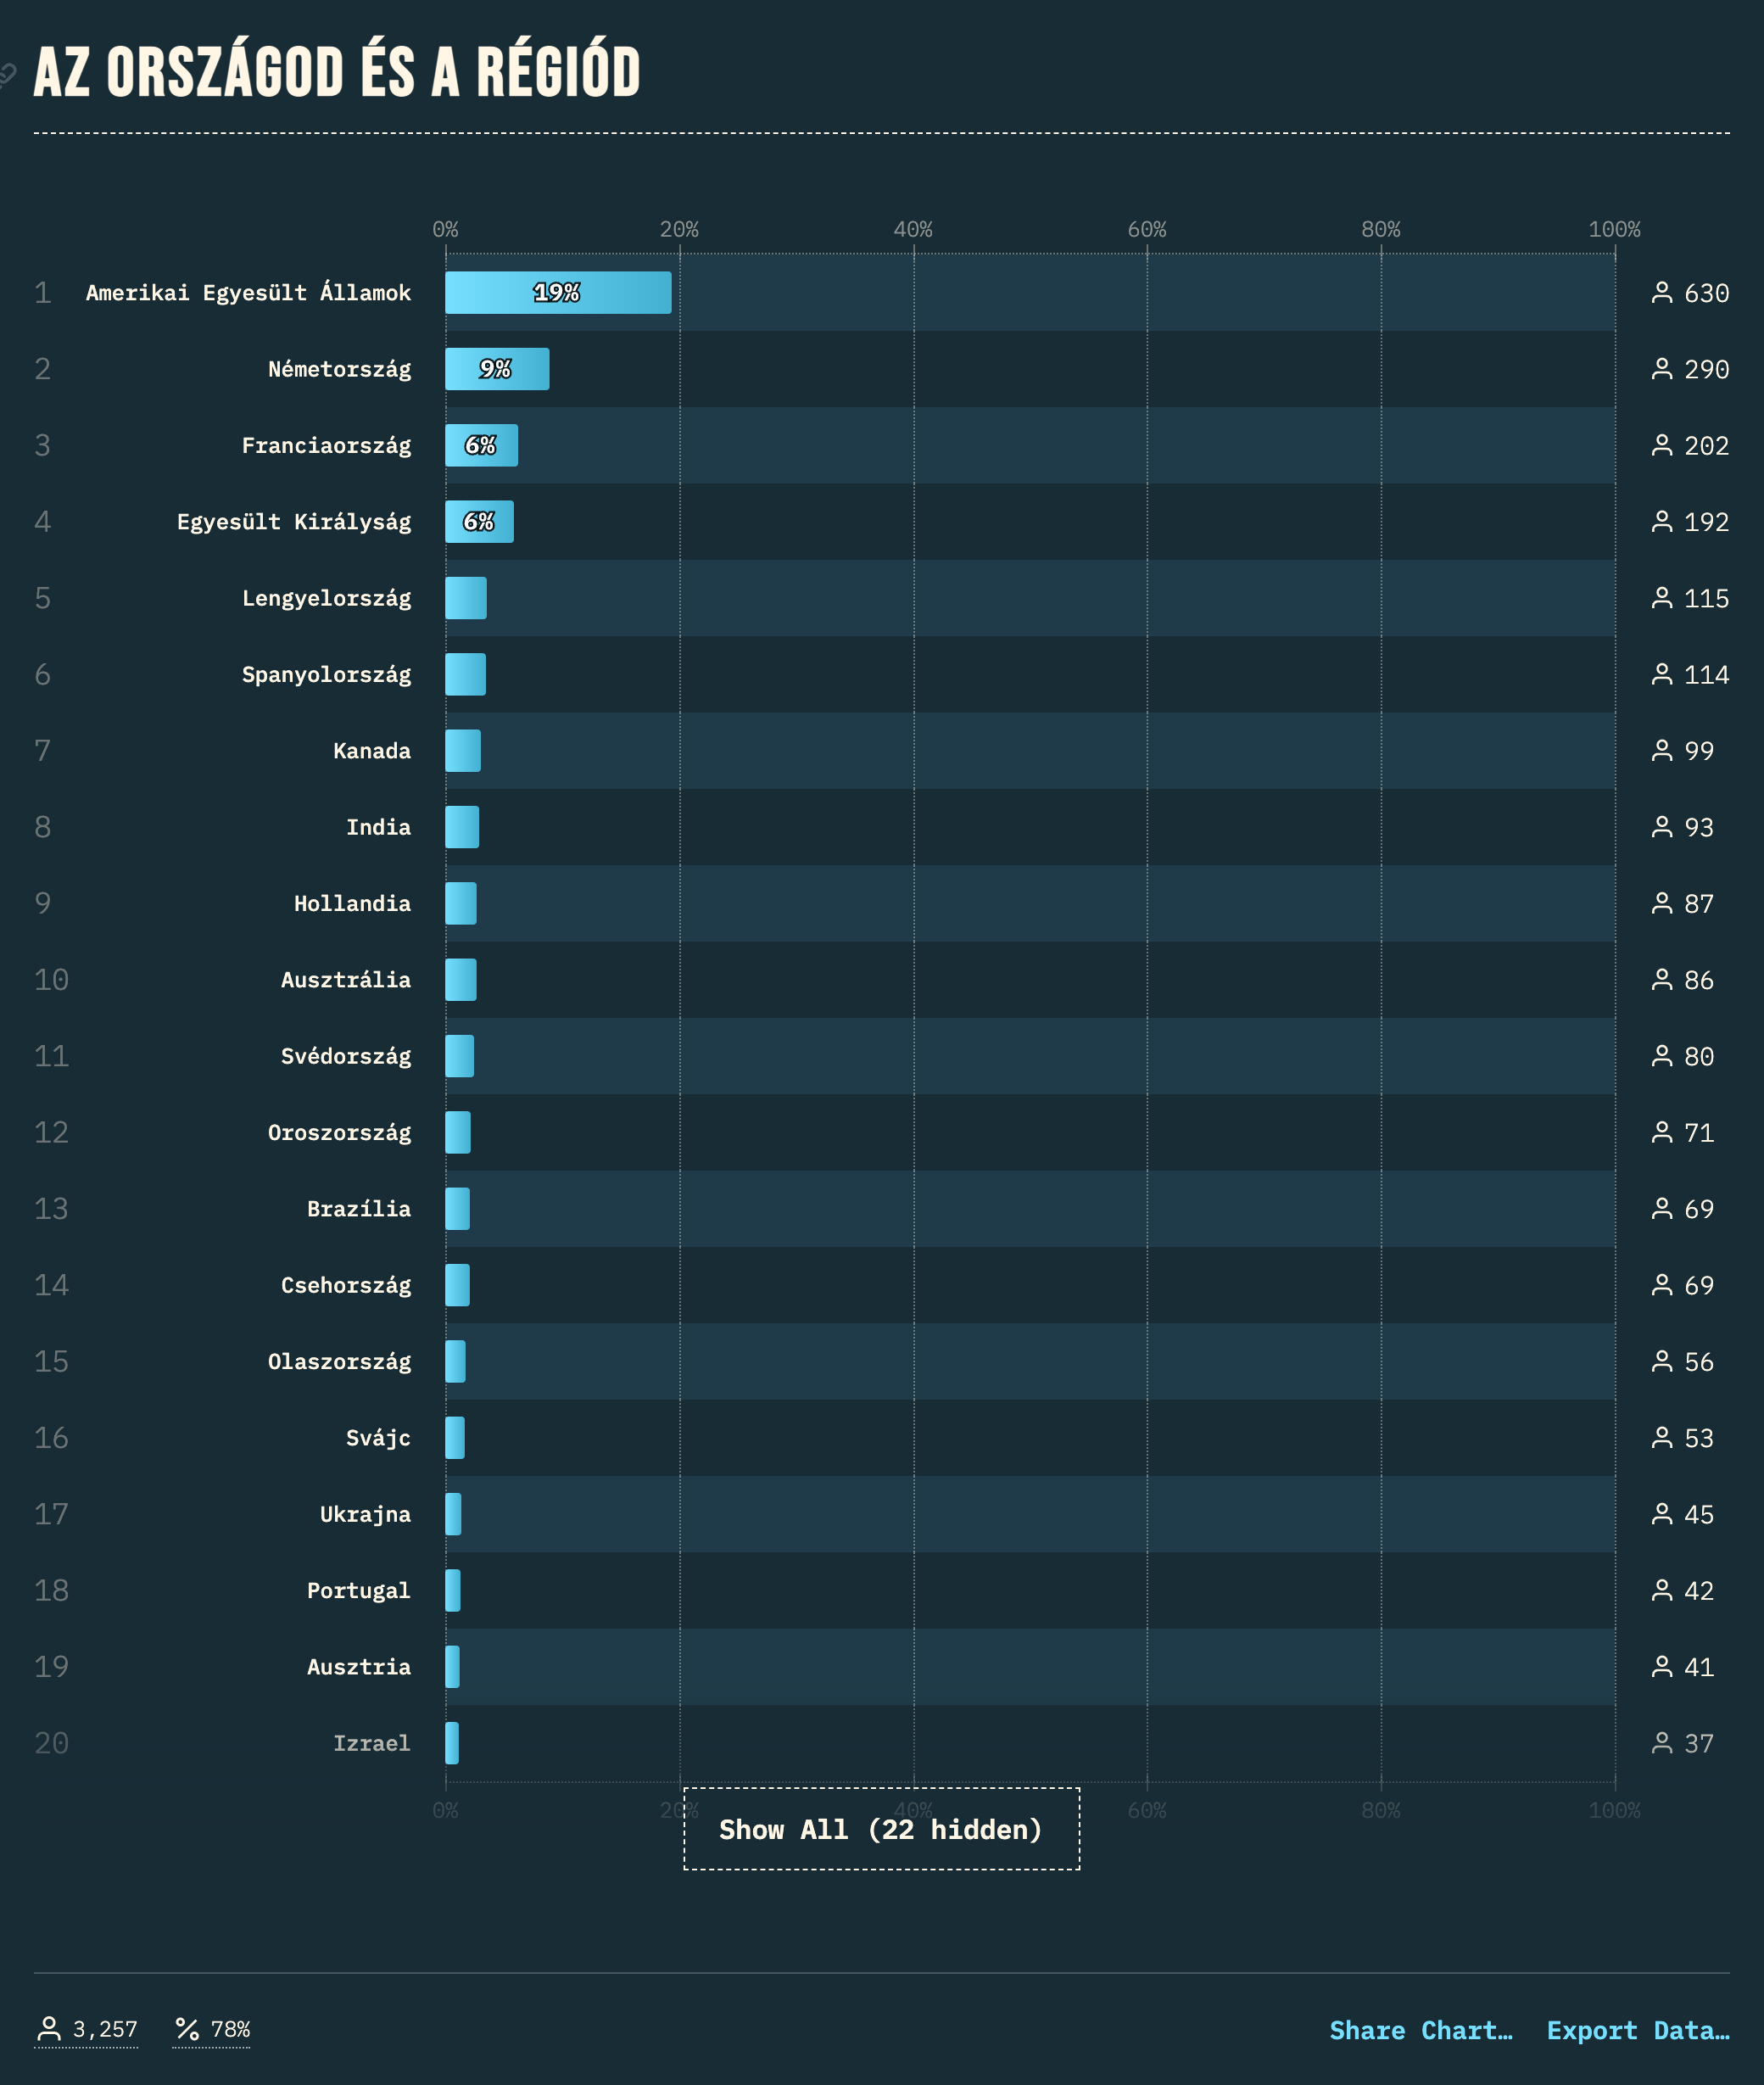 AZ ORSZÁGOD ÉS A RÉGIÓD
0% 20% 40% 60% 80% 100%
1 Amerikai Egyesült Államok 19% 630
2 Németország 9% 290
3 Franciaország 6% 202
4 Egyesült Királyság 6% 192
5 Lengyelország 115
6 Spanyolország 114
7 Kanada 99
8 India 93
9 Hollandia 87
10 Ausztrália 86
11 Svédország 80
12 Oroszország 71
13 Brazília 69
14 Csehország 69
15 Olaszország 56
16 Svájc 53
17 Ukrajna 45
18 Portugal 42
19 Ausztria 41
20 Izrael 37
0% 20% 40% 60% 80% 100%
Show All (22 hidden)
3,257 % 78% Share Chart… Export Data…